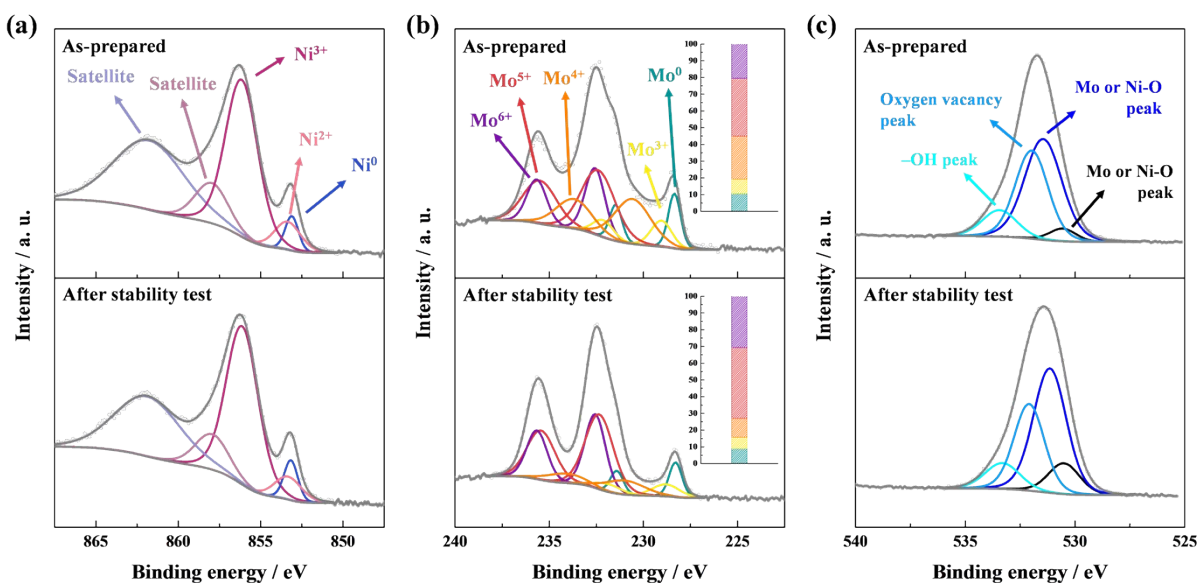 (a)
As-prepared
Satellite
Satellite
Ni³⁺
Ni²⁺
Ni⁰
After stability test
Intensity / a. u.
865 860 855 850
Binding energy / eV
(b)
As-prepared
Mo⁶⁺
Mo⁵⁺
Mo⁴⁺
Mo³⁺
Mo⁰
100
90
80
70
60
50
40
30
20
10
0
After stability test
100
90
80
70
60
50
40
30
20
10
0
Intensity / a. u.
240 235 230 225
Binding energy / eV
(c)
As-prepared
Oxygen vacancy
peak
–OH peak
Mo or Ni-O
peak
Mo or Ni-O
peak
After stability test
Intensity / a. u.
540 535 530 525
Binding energy / eV